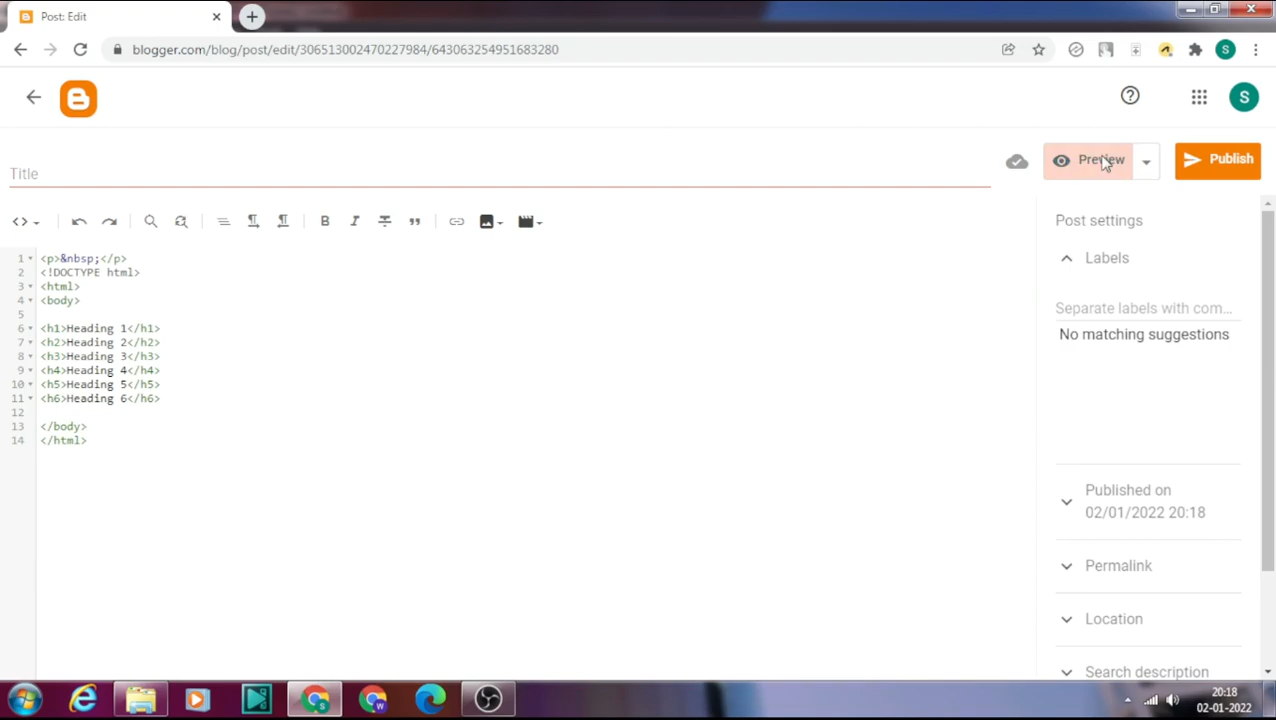 Post: Edit
blogger.com/blog/post/edit/306513002470227984/643063254951683280
S
S
Title
Preview
Publish
B I
1 <p>&nbsp;</p>
2 <!DOCTYPE html>
3 <html>
4 <body>
5
6 <h1>Heading 1</h1>
7 <h2>Heading 2</h2>
8 <h3>Heading 3</h3>
9 <h4>Heading 4</h4>
10 <h5>Heading 5</h5>
11 <h6>Heading 6</h6>
12
13 </body>
14 </html>
Post settings
Labels
Separate labels with com...
No matching suggestions
Published on
02/01/2022 20:18
Permalink
Location
Search description
20:18
02-01-2022